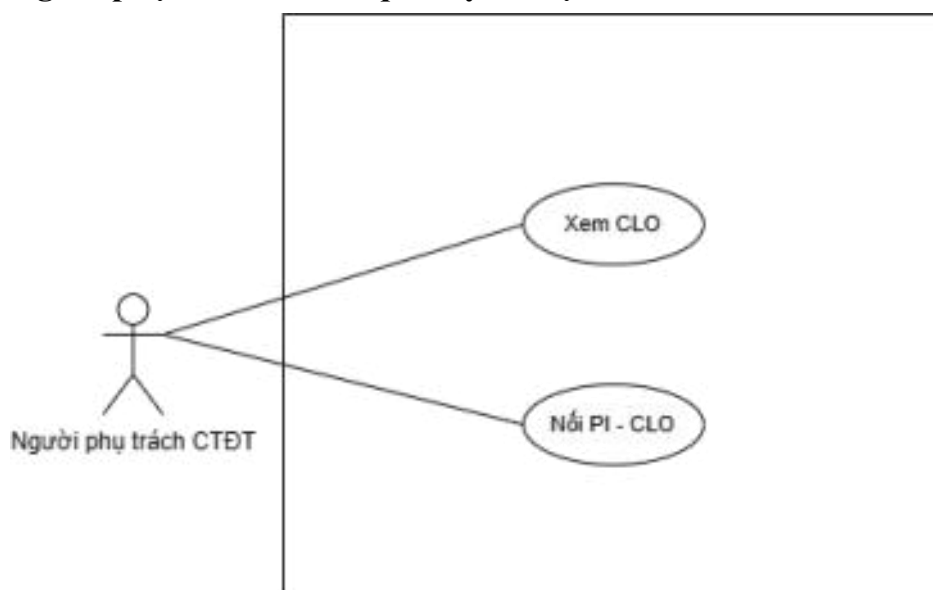 Xem CLO
Nối PI - CLO
Người phụ trách CTĐT